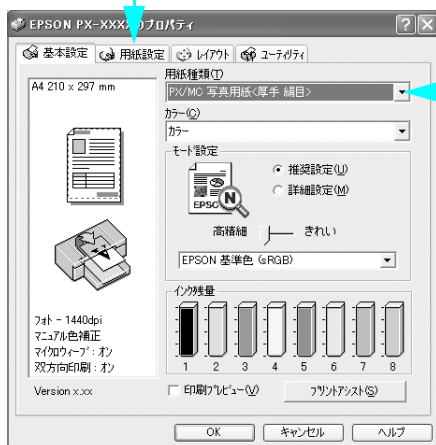 EPSON PX-XXXXのプロパティ
基本設定 用紙設定 レイアウト ユーティリティ
A4 210 x 297 mm
用紙種類(T)
PX/MC 写真用紙<厚手 絹目>
カラー(C)
カラー
モード設定
推奨設定(U)
詳細設定(M)
EPSO
N
高精細 きれい
EPSON 基準色 (sRGB)
インク残量
1 2 3 4 5 6 7 8
フォト - 1440dpi
マニュアル色補正
マイクロウィーブ : オン
双方向印刷 : オン
Version x.xx
印刷プレビュー(V)
プリントアシスト(S)
OK キャンセル ヘルプ